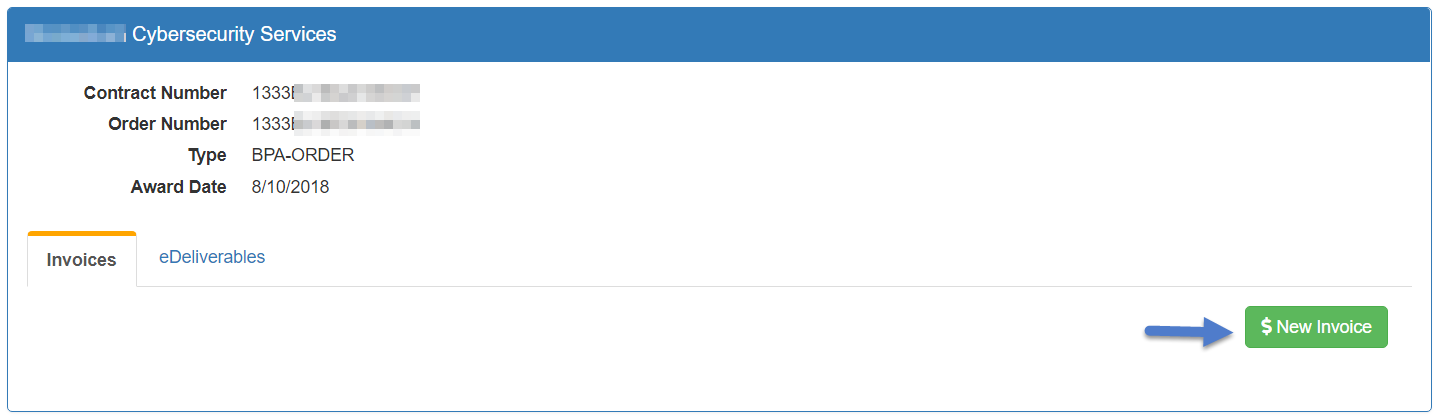 Cybersecurity Services
Contract Number 1333
Order Number 1333
Type BPA-ORDER
Award Date 8/10/2018
Invoices eDeliverables
$ New Invoice